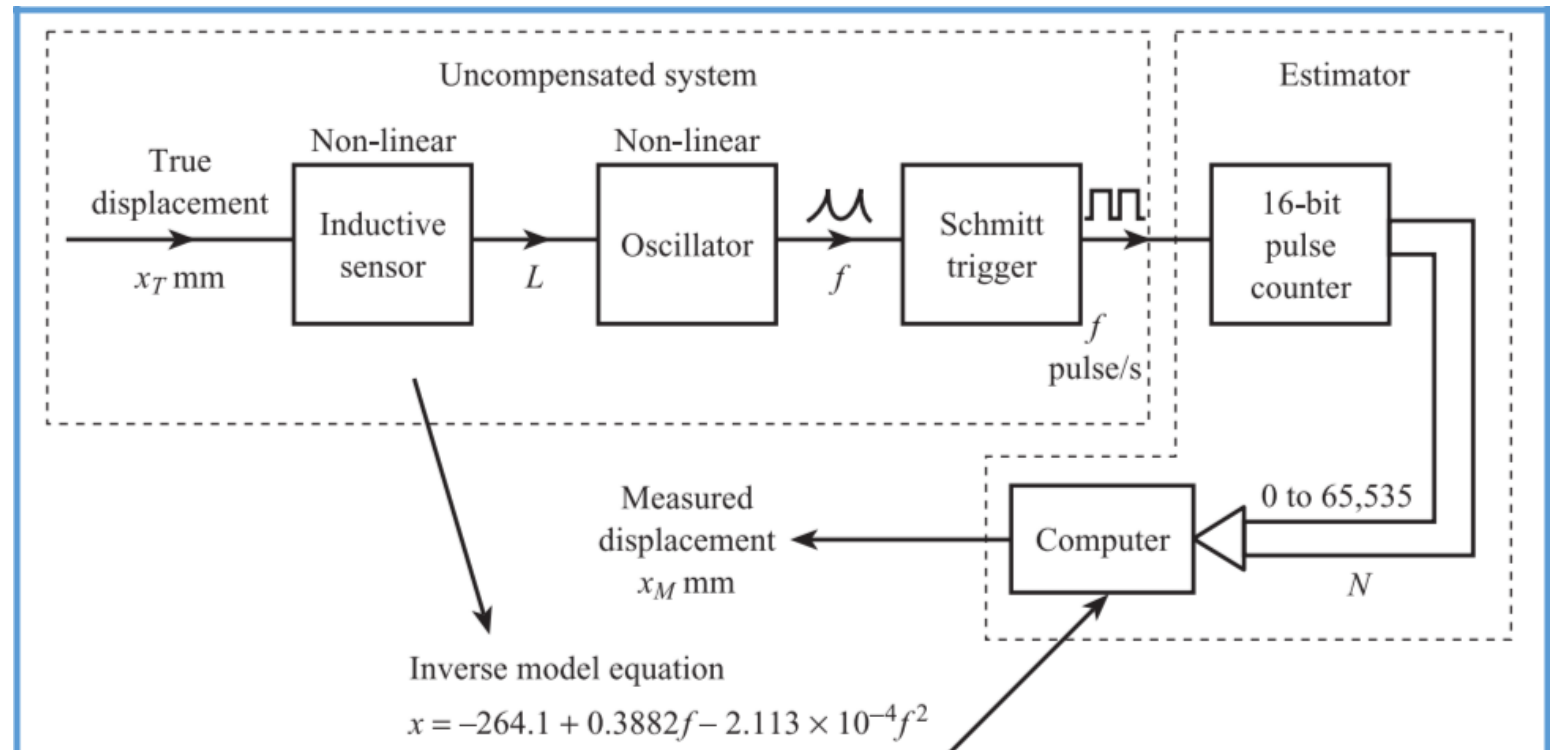 Uncompensated system
Estimator
Non-linear
Non-linear
True
displacement
x_T mm
Inductive
sensor
L
Oscillator
f
Schmitt
trigger
f
pulse/s
16-bit
pulse
counter
0 to 65,535
N
Computer
Measured
displacement
x_M mm
Inverse model equation
x = –264.1 + 0.3882f – 2.113 × 10⁻⁴f²